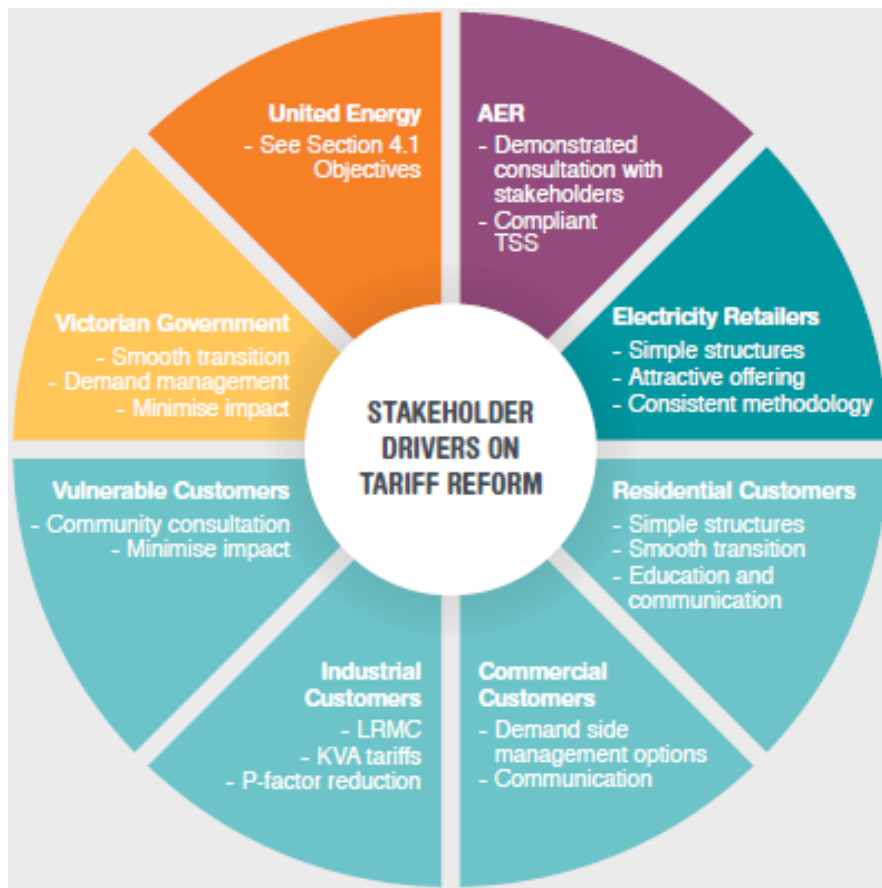 United Energy
- See Section 4.1
Objectives
AER
- Demonstrated
consultation with
stakeholders
- Compliant
TSS
Electricity Retailers
- Simple structures
- Attractive offering
- Consistent methodology
Residential Customers
- Simple structures
- Smooth transition
- Education and
communication
Commercial
Customers
- Demand side
management options
- Communication
Industrial
Customers
- LRMC
- KVA tariffs
- P-factor reduction
Vulnerable Customers
- Community consultation
- Minimise impact
Victorian Government
- Smooth transition
- Demand management
- Minimise impact
STAKEHOLDER
DRIVERS ON
TARIFF REFORM